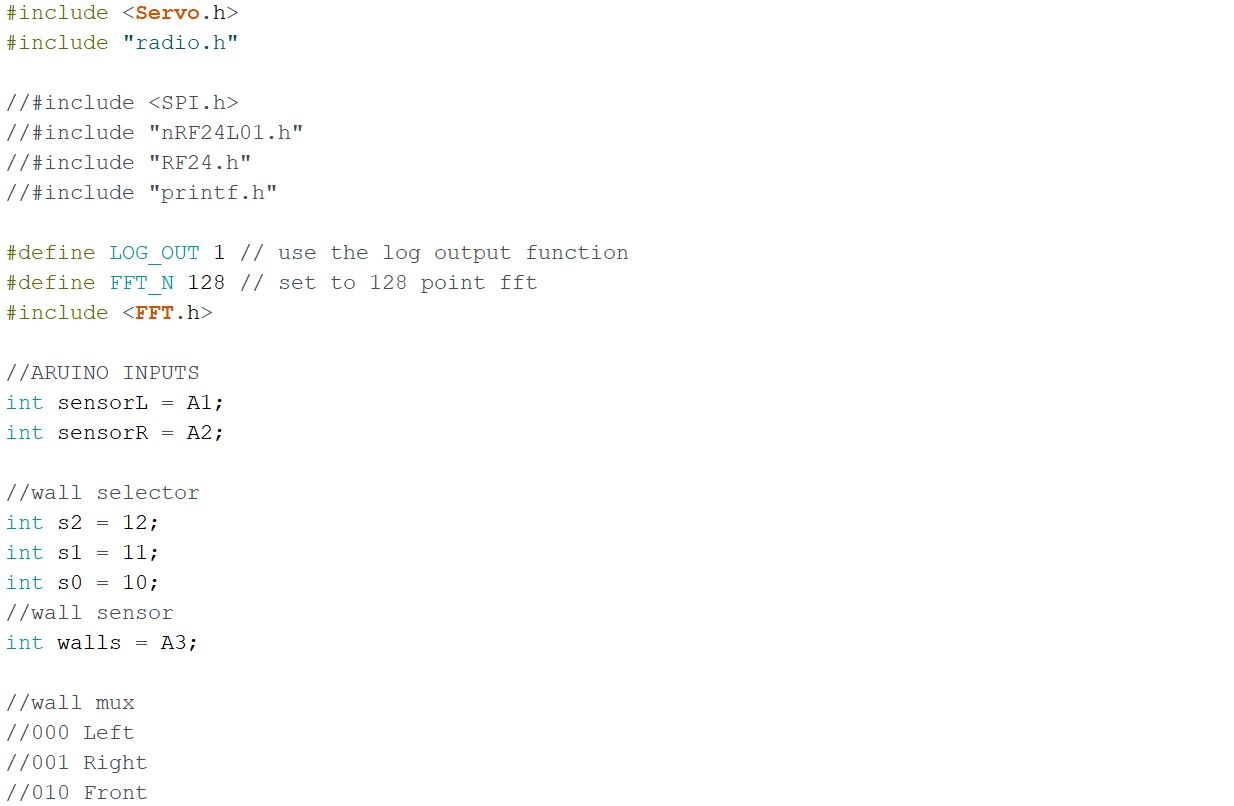 #include <Servo.h>
#include "radio.h"
//#include <SPI.h>
//#include "nRF24L01.h"
//#include "RF24.h"
//#include "printf.h"
#define LOG_OUT 1 // use the log output function
#define FFT_N 128 // set to 128 point fft
#include <FFT.h>
//ARUINO INPUTS
int sensorL = A1;
int sensorR = A2;
//wall selector
int s2 = 12;
int s1 = 11;
int s0 = 10;
//wall sensor
int walls = A3;
//wall mux
//000 Left
//001 Right
//010 Front